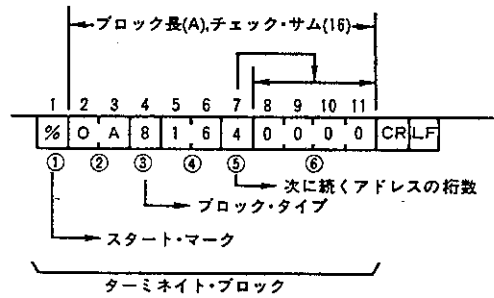 ブロック長(A),チェック・サム(16)
1 2 3 4 5 6 7 8 9 10 11
% 0 A 8 1 6 4 0 0 0 0 CR LF
① ② ③ ④ ⑤ ⑥
次に続くアドレスの桁数
ブロック・タイプ
スタート・マーク
ターミネイト・ブロック